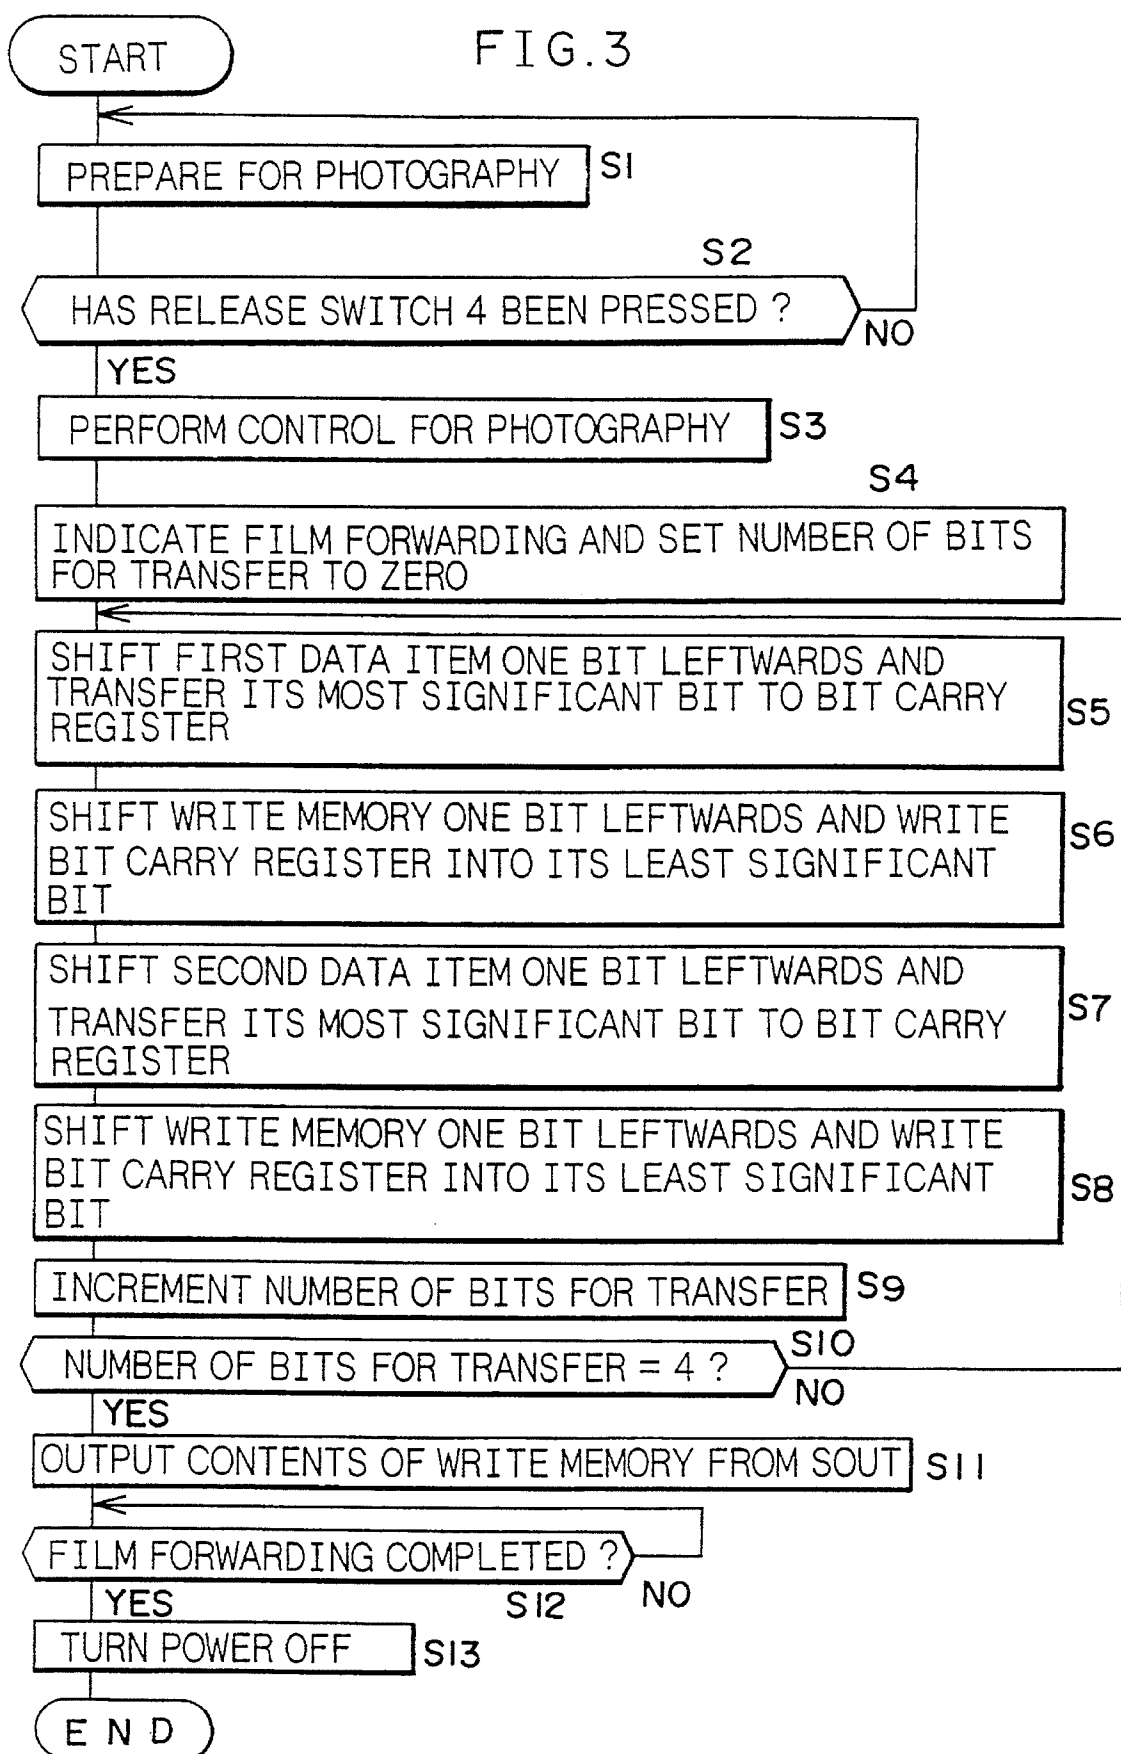 FIG.3
START
PREPARE FOR PHOTOGRAPHY
S1
S2
HAS RELEASE SWITCH 4 BEEN PRESSED ?
NO
YES
PERFORM CONTROL FOR PHOTOGRAPHY
S3
S4
INDICATE FILM FORWARDING AND SET NUMBER OF BITS
FOR TRANSFER TO ZERO
SHIFT FIRST DATA ITEM ONE BIT LEFTWARDS AND
TRANSFER ITS MOST SIGNIFICANT BIT TO BIT CARRY
REGISTER
S5
SHIFT WRITE MEMORY ONE BIT LEFTWARDS AND WRITE
BIT CARRY REGISTER INTO ITS LEAST SIGNIFICANT
BIT
S6
SHIFT SECOND DATA ITEM ONE BIT LEFTWARDS AND
TRANSFER ITS MOST SIGNIFICANT BIT TO BIT CARRY
REGISTER
S7
SHIFT WRITE MEMORY ONE BIT LEFTWARDS AND WRITE
BIT CARRY REGISTER INTO ITS LEAST SIGNIFICANT
BIT
S8
INCREMENT NUMBER OF BITS FOR TRANSFER
S9
S10
NUMBER OF BITS FOR TRANSFER = 4 ?
NO
YES
OUTPUT CONTENTS OF WRITE MEMORY FROM SOUT
S11
FILM FORWARDING COMPLETED ?
NO
YES
S12
TURN POWER OFF
S13
END